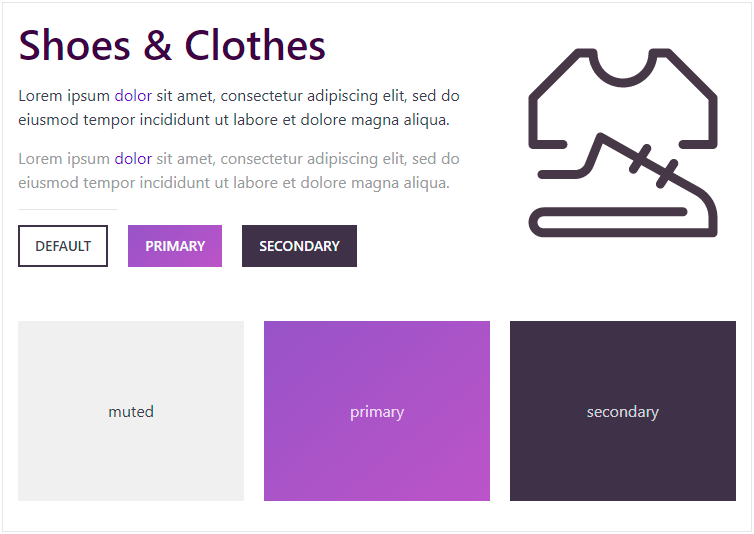 Shoes & Clothes
Lorem ipsum dolor sit amet, consectetur adipiscing elit, sed do
eiusmod tempor incididunt ut labore et dolore magna aliqua.
Lorem ipsum dolor sit amet, consectetur adipiscing elit, sed do
eiusmod tempor incididunt ut labore et dolore magna aliqua.
DEFAULT PRIMARY SECONDARY
muted primary secondary